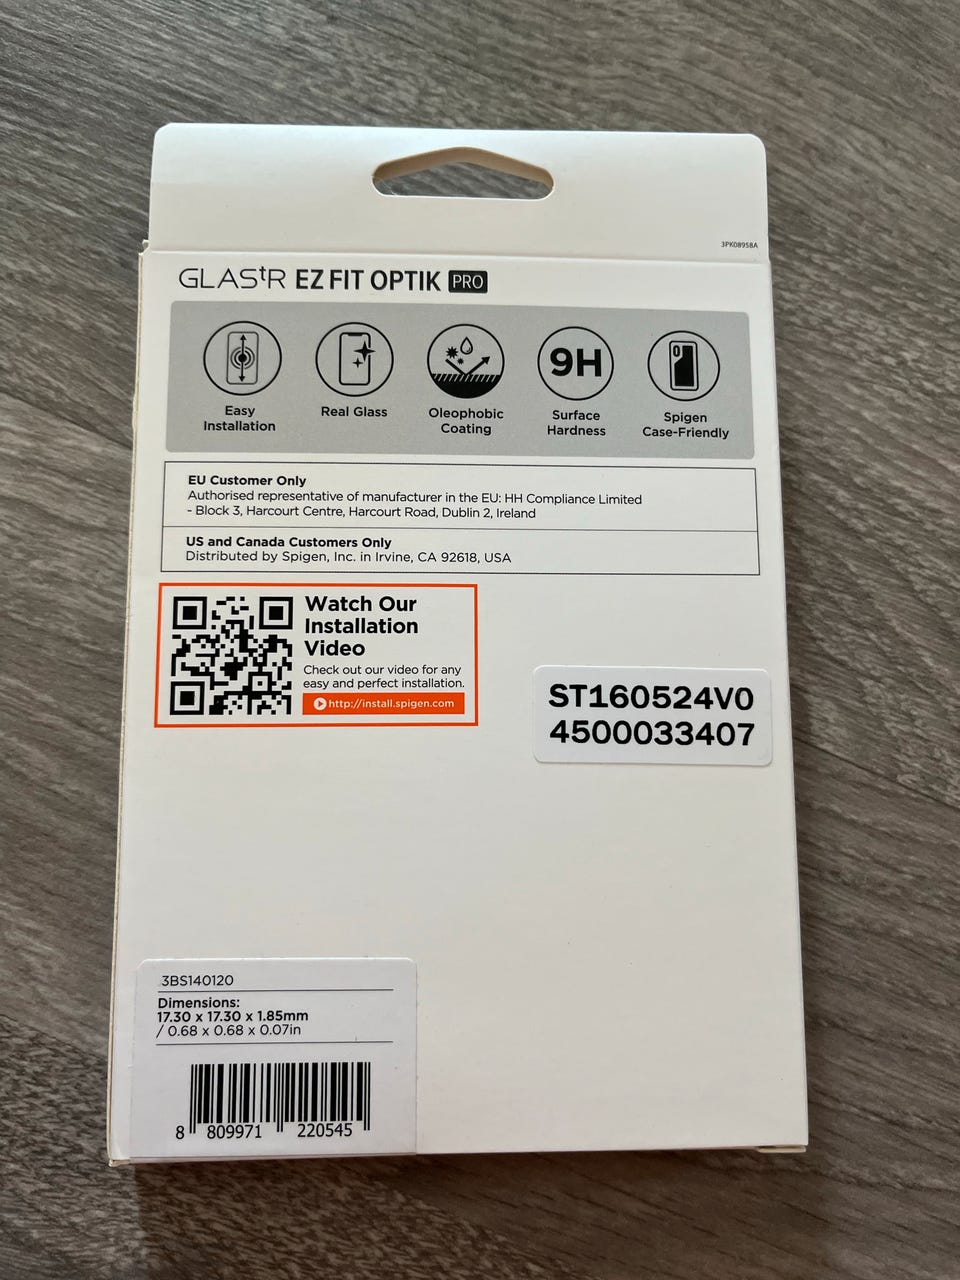 3PK08958A
GLAStR EZ FIT OPTIK PRO
Easy
Installation
Real Glass
Oleophobic
Coating
9H
Surface
Hardness
Spigen
Case-Friendly
EU Customer Only
Authorised representative of manufacturer in the EU: HH Compliance Limited
- Block 3, Harcourt Centre, Harcourt Road, Dublin 2, Ireland
US and Canada Customers Only
Distributed by Spigen, Inc. in Irvine, CA 92618, USA
Watch Our
Installation
Video
Check out our video for any
easy and perfect installation.
http://install.spigen.com
ST160524V0
4500033407
3BS140120
Dimensions:
17.30 x 17.30 x 1.85mm
/ 0.68 x 0.68 x 0.07in
8 809971 220545